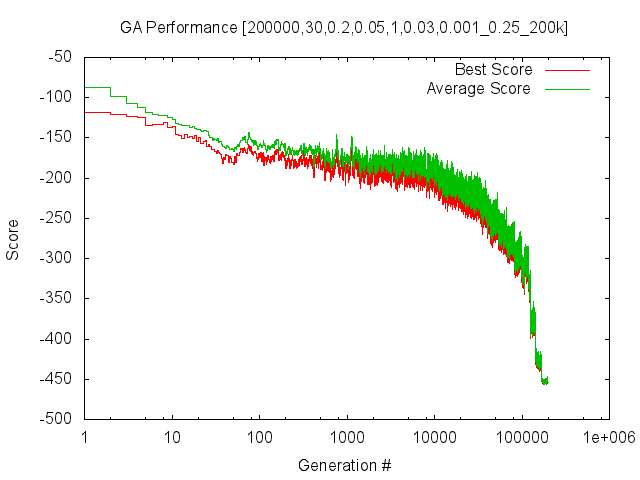 GA Performance [200000,30,0.2,0.05,1,0.03,0.001_0.25_200k]
-50
Best Score
Average Score
-100
-150
-200
-250
-300
-350
-400
-450
-500
Score
1 10 100 1000 10000 100000 1e+006
Generation #